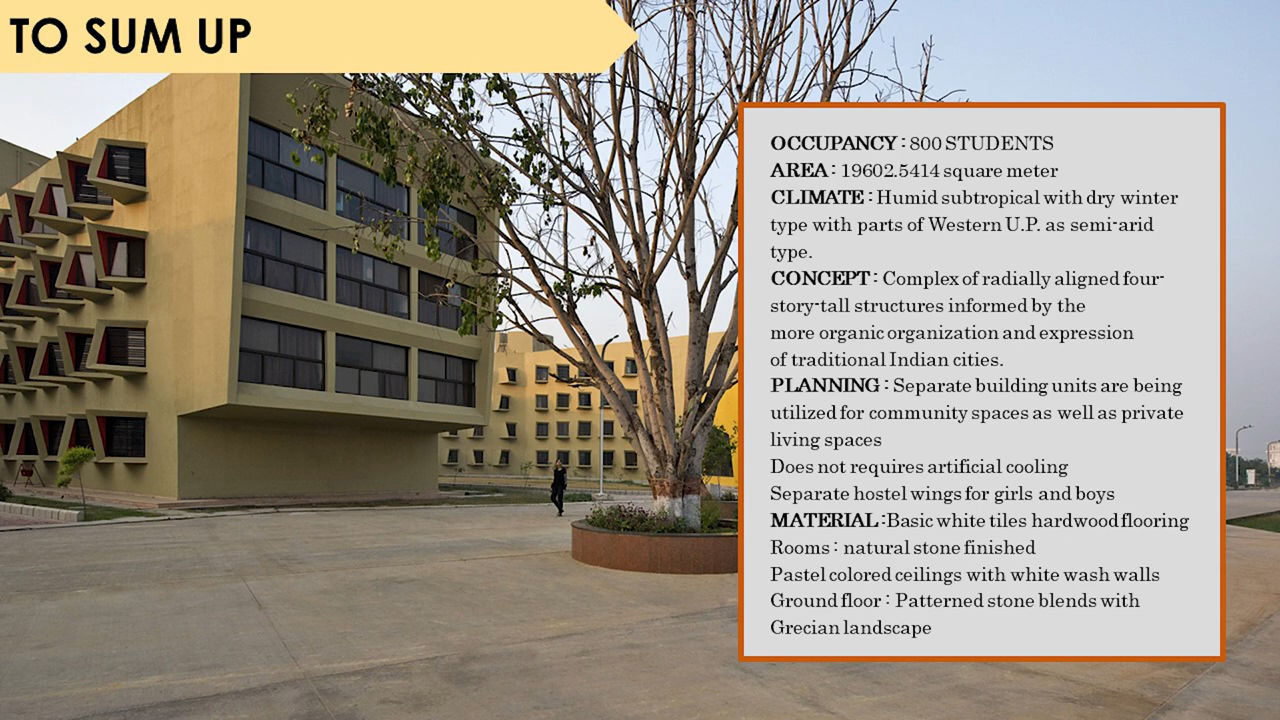 TO SUM UP
OCCUPANCY : 800 STUDENTS
AREA : 19602.5414 square meter
CLIMATE : Humid subtropical with dry winter
type with parts of Western U.P. as semi-arid
type.
CONCEPT : Complex of radially aligned four-
story-tall structures informed by the
more organic organization and expression
of traditional Indian cities.
PLANNING : Separate building units are being
utilized for community spaces as well as private
living spaces
Does not requires artificial cooling
Separate hostel wings for girls and boys
MATERIAL :Basic white tiles hardwood flooring
Rooms : natural stone finished
Pastel colored ceilings with white wash walls
Ground floor : Patterned stone blends with
Grecian landscape